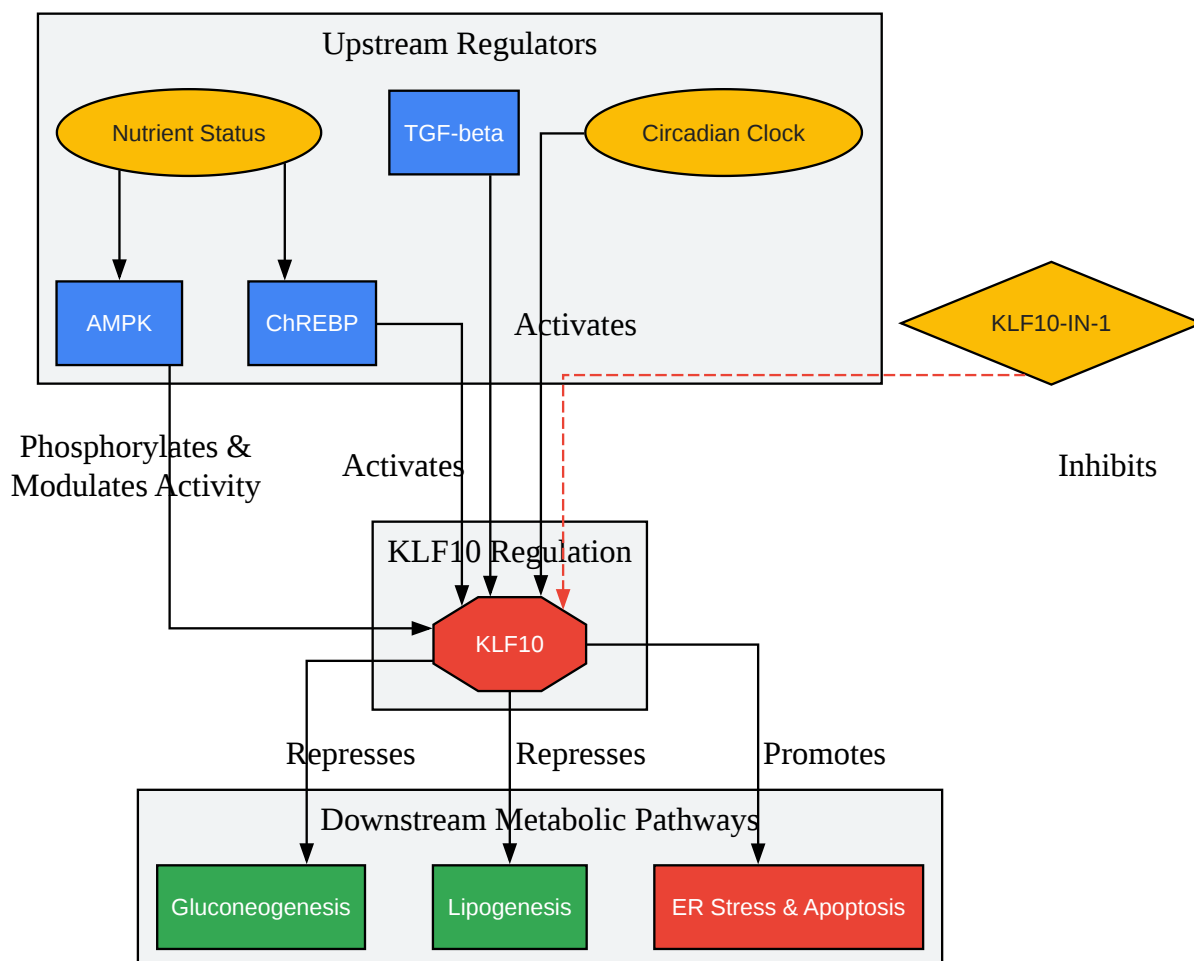 Upstream Regulators
Nutrient Status
TGF-beta
Circadian Clock
AMPK
ChREBP
Activates
KLF10-IN-1
Phosphorylates &
Modulates Activity
Activates
Inhibits
KLF10 Regulation
KLF10
Represses
Represses
Promotes
Downstream Metabolic Pathways
Gluconeogenesis
Lipogenesis
ER Stress & Apoptosis